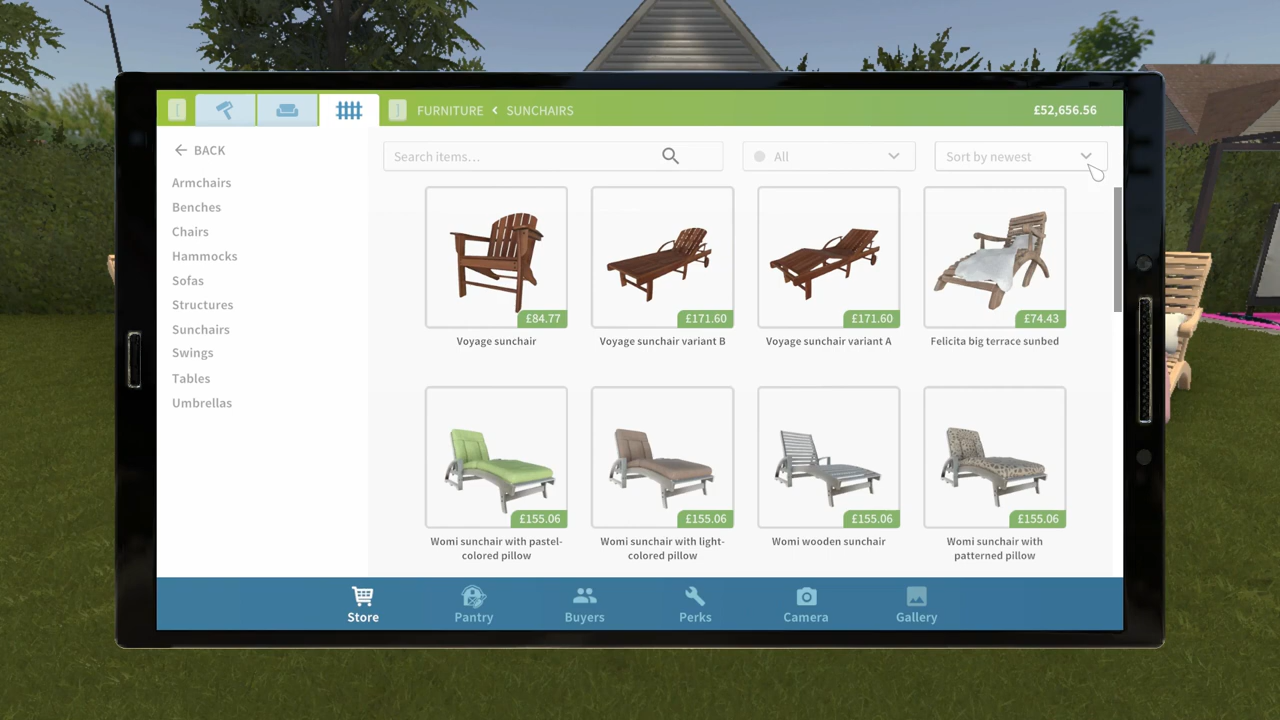 [
]
FURNITURE < SUNCHAIRS
£52,656.56
BACK
Search items...
All
Sort by newest
Armchairs
Benches
Chairs
Hammocks
Sofas
Structures
Sunchairs
Swings
Tables
Umbrellas
£84.77
£171.60
£171.60
£74.43
Voyage sunchair
Voyage sunchair variant B
Voyage sunchair variant A
Felicita big terrace sunbed
£155.06
£155.06
£155.06
£155.06
Womi sunchair with pastel-
colored pillow
Womi sunchair with light-
colored pillow
Womi wooden sunchair
Womi sunchair with
patterned pillow
Store
Pantry
Buyers
Perks
Camera
Gallery